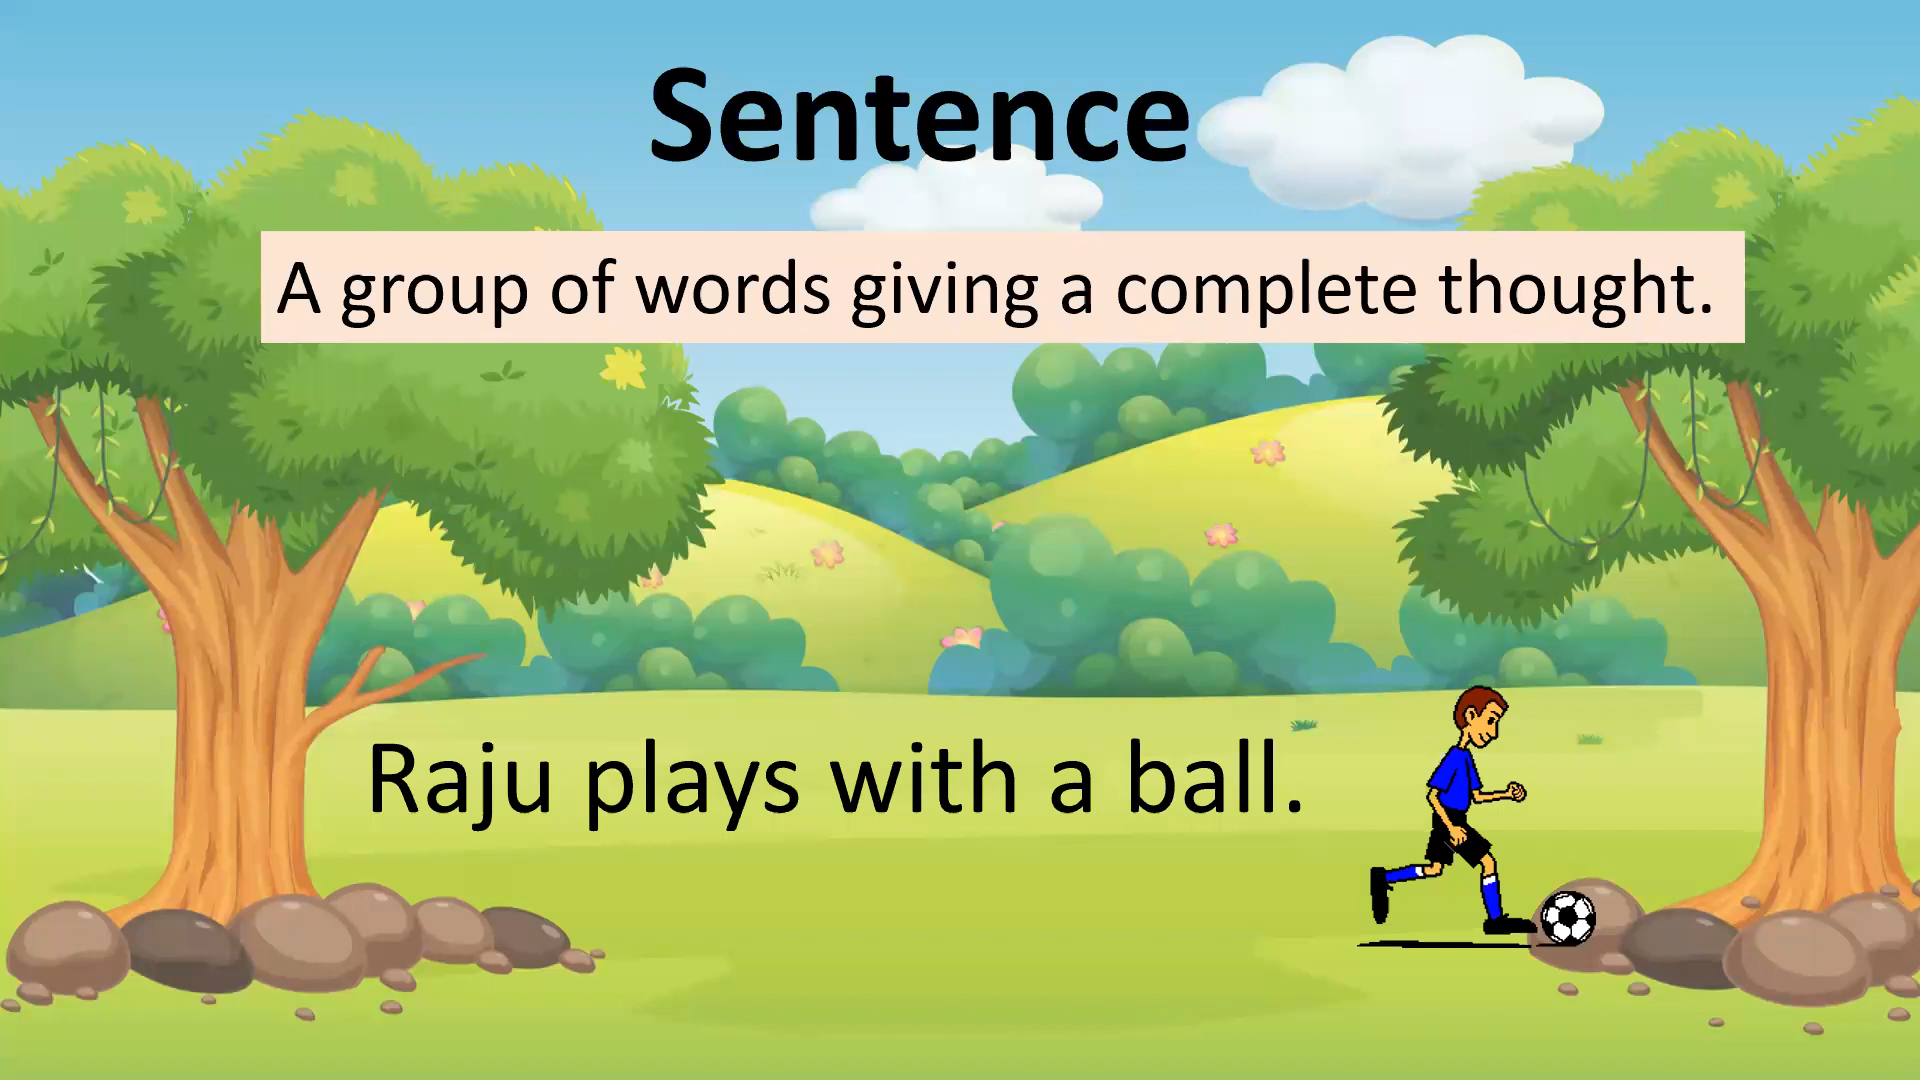 Sentence
A group of words giving a complete thought.
Raju plays with a ball.